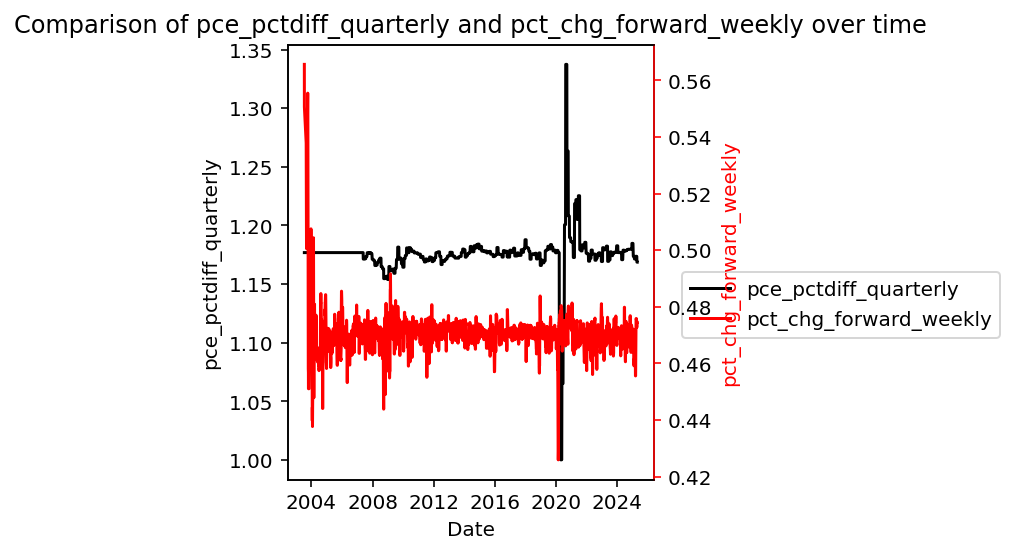 Comparison of pce_pctdiff_quarterly and pct_chg_forward_weekly over time
pce_pctdiff_quarterly
1.35
1.30
1.25
1.20
1.15
1.10
1.05
1.00
0.56
0.54
0.52
0.50
0.48
0.46
0.44
0.42
pct_chg_forward_weekly
pce_pctdiff_quarterly
pct_chg_forward_weekly
2004 2008 2012 2016 2020 2024
Date